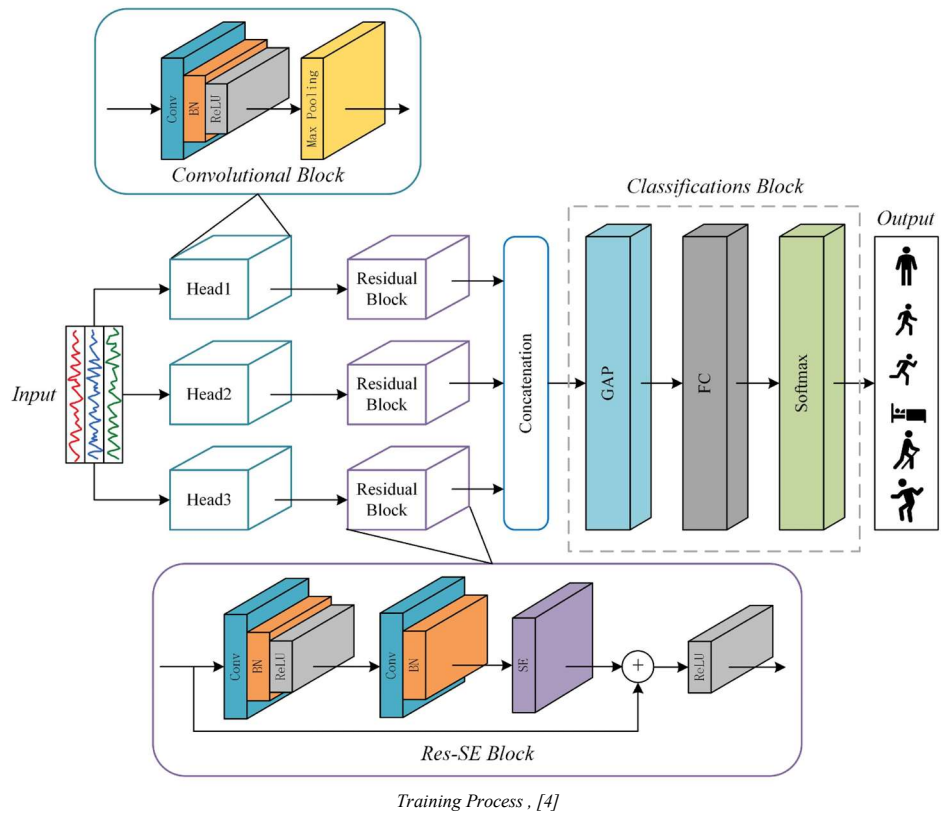 Conv
BN
ReLU
Max Pooling
Convolutional Block
Classifications Block
Output
Input
Head1
Residual
Block
Head2
Residual
Block
Head3
Residual
Block
Concatenation
GAP
FC
Softmax
Conv
BN
ReLU
Conv
BN
SE
+
ReLU
Res-SE Block
Training Process , [4]